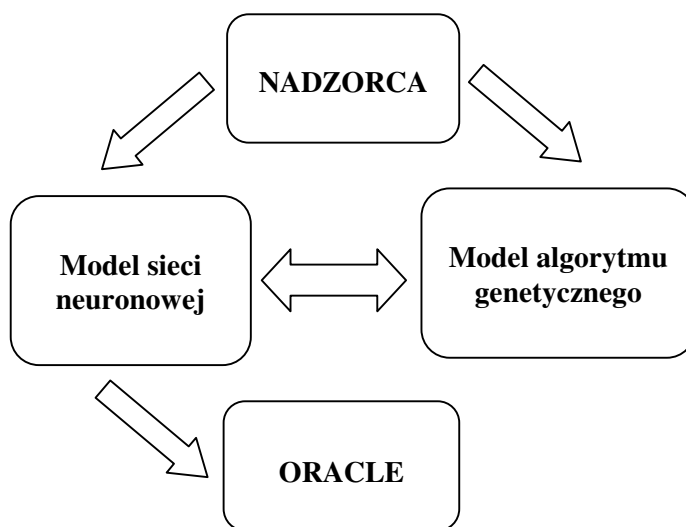 NADZORCA
Model sieci
neuronowej
Model algorytmu
genetycznego
ORACLE